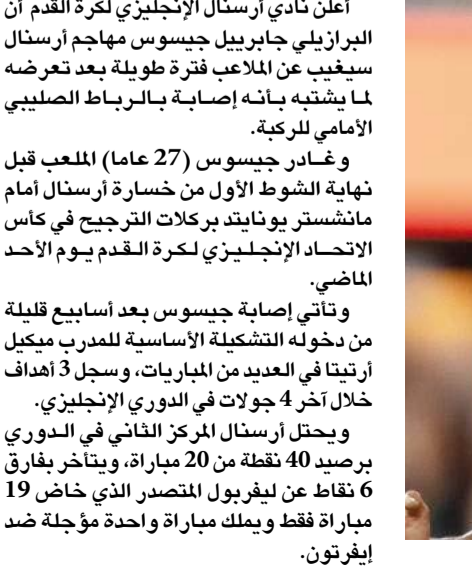 أعلن نادي أرسنال الإنجليزي لكرة القدم أن
البرازيلي جابرييل جيسوس مهاجم أرسنال
سيغيب عن الملاعب فترة طويلة بعد تعرضه
لما يشتبه بأنه إصابة بالرباط الصليبي
الأمامي للركبة.
وغادر جيسوس (27 عاما) الملعب قبل
نهاية الشوط الأول من خسارة أرسنال أمام
مانشستر يونايتد بركلات الترجيح في كأس
الاتحاد الإنجليزي لكرة القدم يوم الأحد
الماضي.
وتأتي إصابة جيسوس بعد أسابيع قليلة
من دخوله التشكيلة الأساسية للمدرب ميكيل
أرتيتا في العديد من المباريات، وسجل 3 أهداف
خلال آخر 4 جولات في الدوري الإنجليزي.
ويحتل أرسنال المركز الثاني في الدوري
برصيد 40 نقطة من 20 مباراة، ويتأخر بفارق
6 نقاط عن ليفربول المتصدر الذي خاض 19
مباراة فقط ويملك مباراة واحدة مؤجلة ضد
إيفرتون.